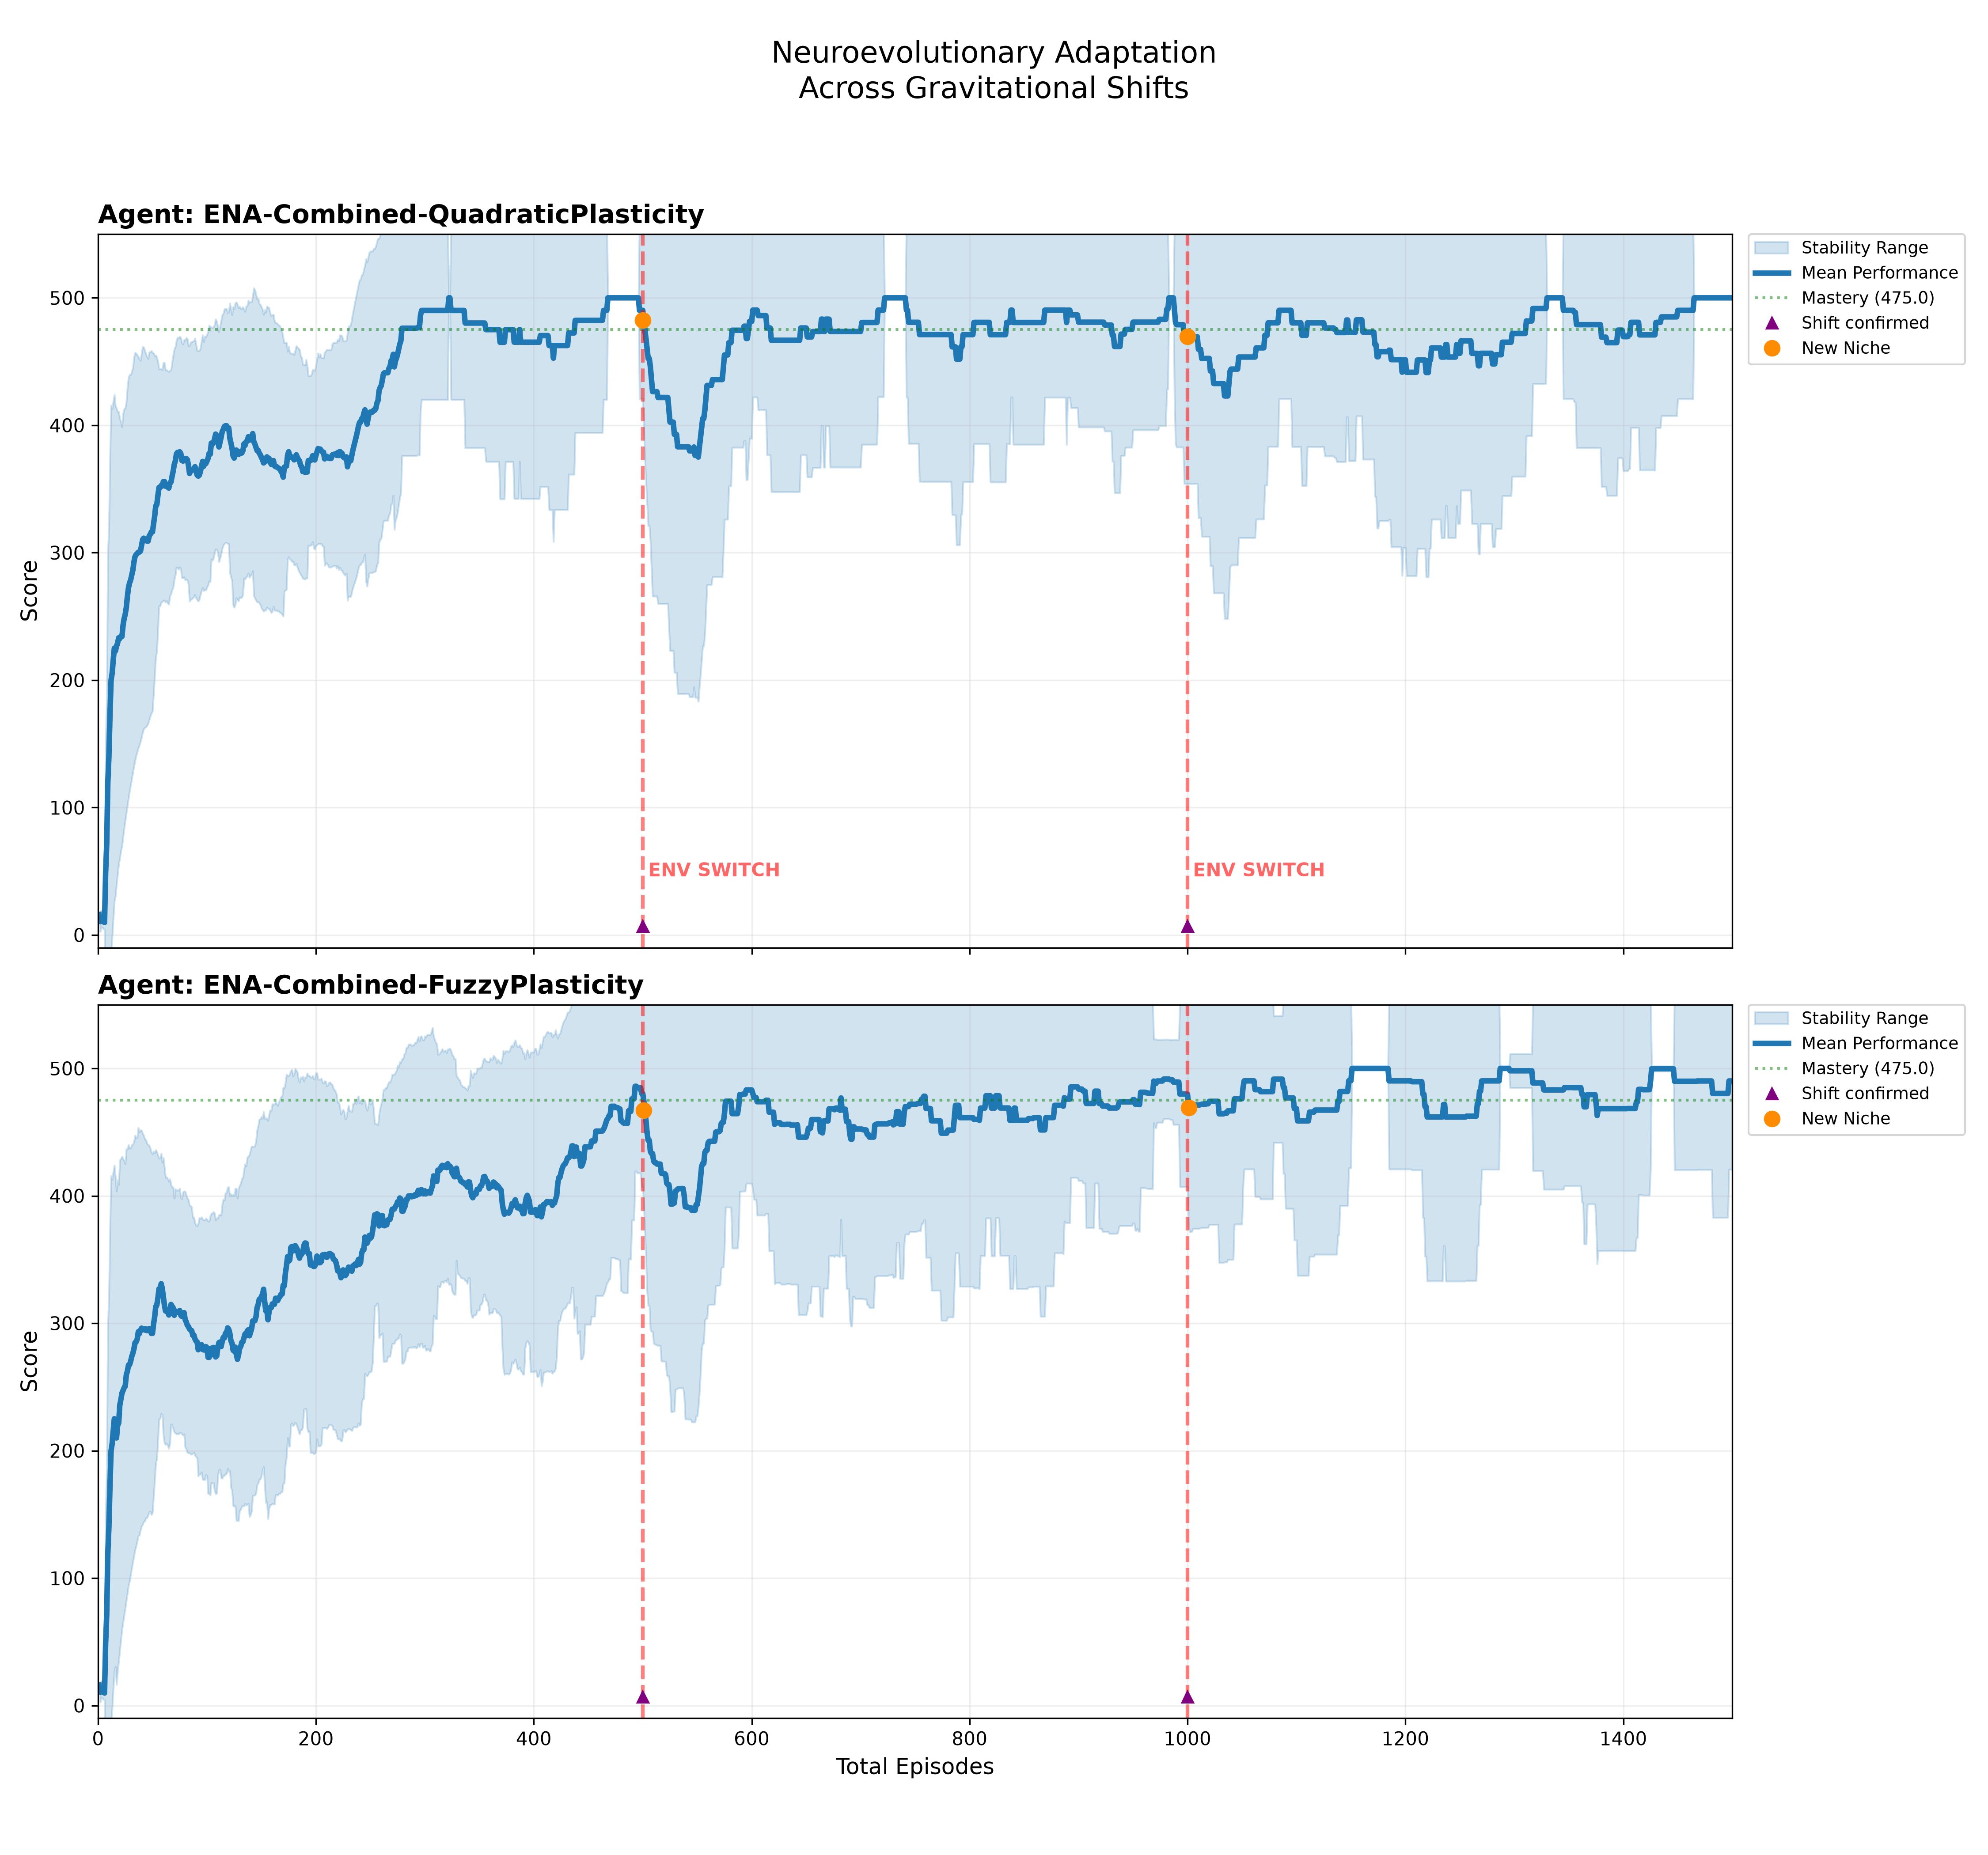 Neuroevolutionary Adaptation
Across Gravitational Shifts
Agent: ENA-Combined-QuadraticPlasticity
Score
500
400
300
200
100
0
ENV SWITCH
ENV SWITCH
Stability Range
Mean Performance
Mastery (475.0)
Shift confirmed
New Niche
Agent: ENA-Combined-FuzzyPlasticity
Score
500
400
300
200
100
0
0
200
400
600
800
1000
1200
1400
Total Episodes
Stability Range
Mean Performance
Mastery (475.0)
Shift confirmed
New Niche